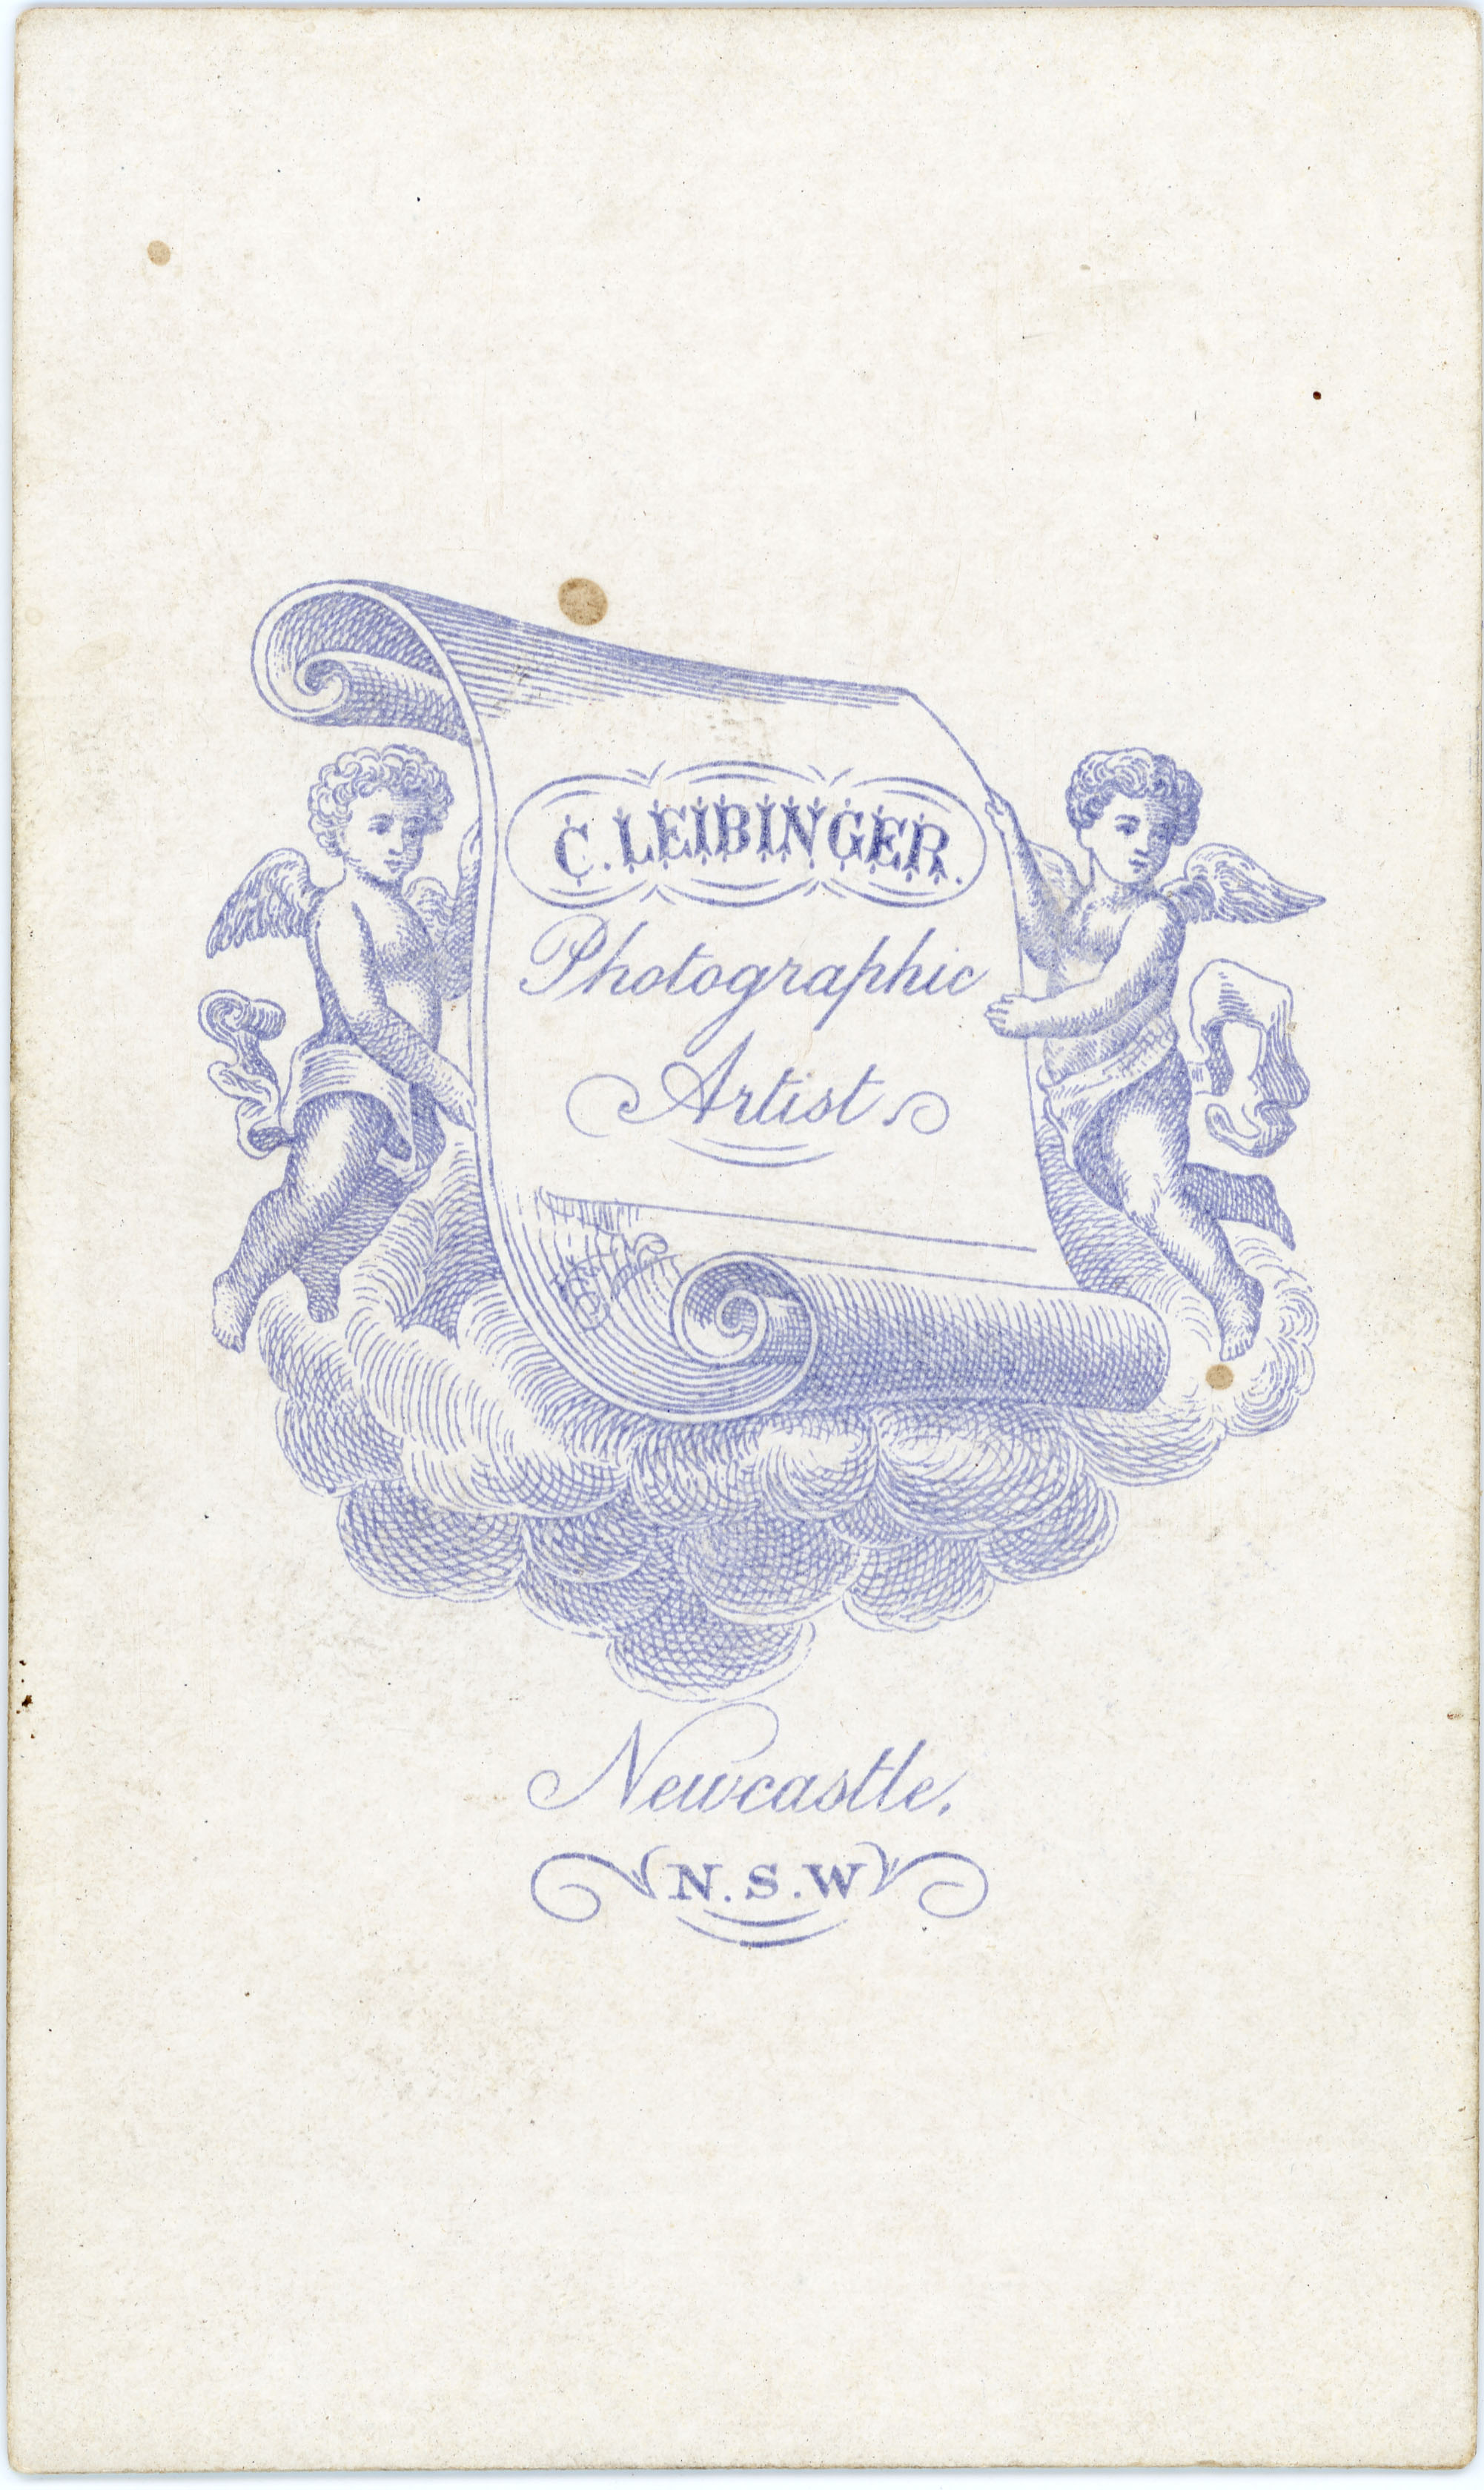 C. LEIBINGER.
Photographic
Artist.
Newcastle.
N.S.W